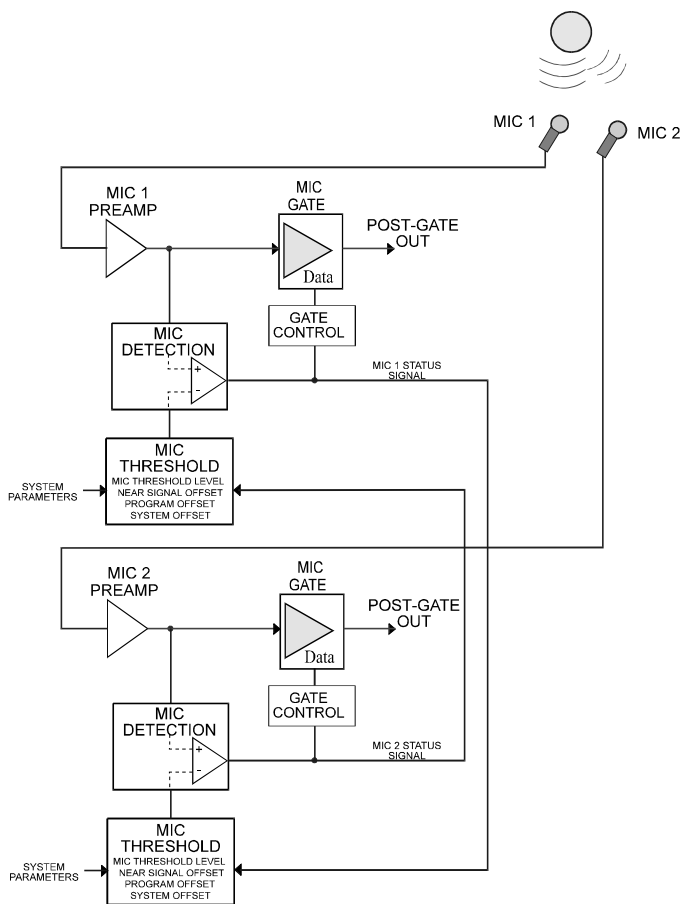 MIC 1
MIC 2
MIC 1
PREAMP
MIC
GATE
POST-GATE
OUT
Data
GATE
CONTROL
MIC
DETECTION
+
-
MIC 1 STATUS
SIGNAL
MIC
THRESHOLD
MIC THRESHOLD LEVEL
NEAR SIGNAL OFFSET
PROGRAM OFFSET
SYSTEM OFFSET
SYSTEM
PARAMETERS
MIC 2
PREAMP
MIC
GATE
POST-GATE
OUT
Data
GATE
CONTROL
MIC
DETECTION
+
-
MIC 2 STATUS
SIGNAL
MIC
THRESHOLD
MIC THRESHOLD LEVEL
NEAR SIGNAL OFFSET
PROGRAM OFFSET
SYSTEM OFFSET
SYSTEM
PARAMETERS